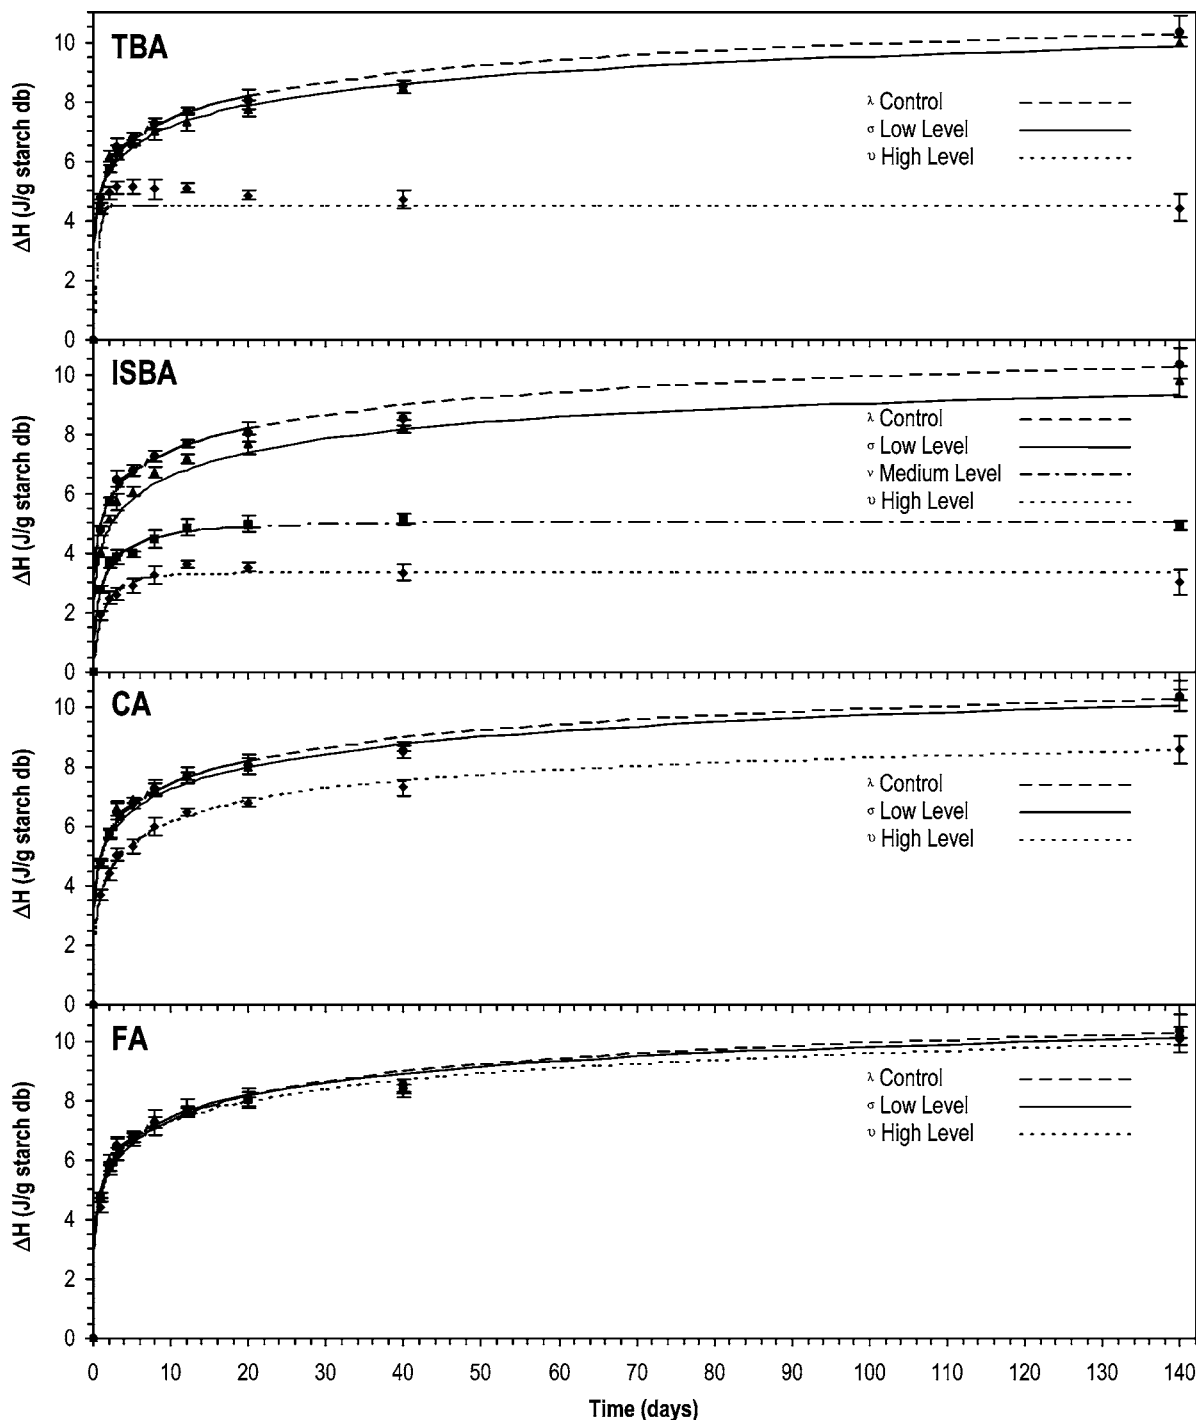 TBA
ΔH (J/g starch db)
10
8
6
4
2
0
λ Control
σ Low Level
υ High Level
ISBA
ΔH (J/g starch db)
10
8
6
4
2
0
λ Control
σ Low Level
ν Medium Level
υ High Level
CA
ΔH (J/g starch db)
10
8
6
4
2
0
λ Control
σ Low Level
υ High Level
FA
ΔH (J/g starch db)
10
8
6
4
2
0
λ Control
σ Low Level
υ High Level
0 10 20 30 40 50 60 70 80 90 100 110 120 130 140
Time (days)